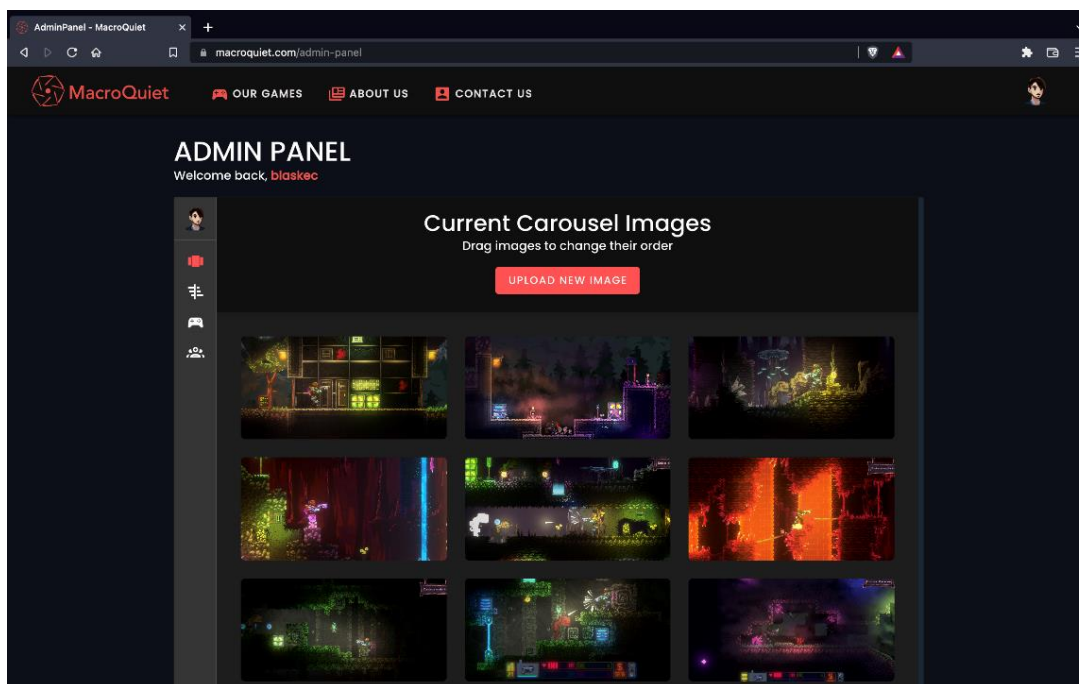 AdminPanel - MacroQuiet
macroquiet.com/admin-panel
MacroQuiet OUR GAMES ABOUT US CONTACT US
ADMIN PANEL
Welcome back, blaskec
Current Carousel Images
Drag images to change their order
UPLOAD NEW IMAGE